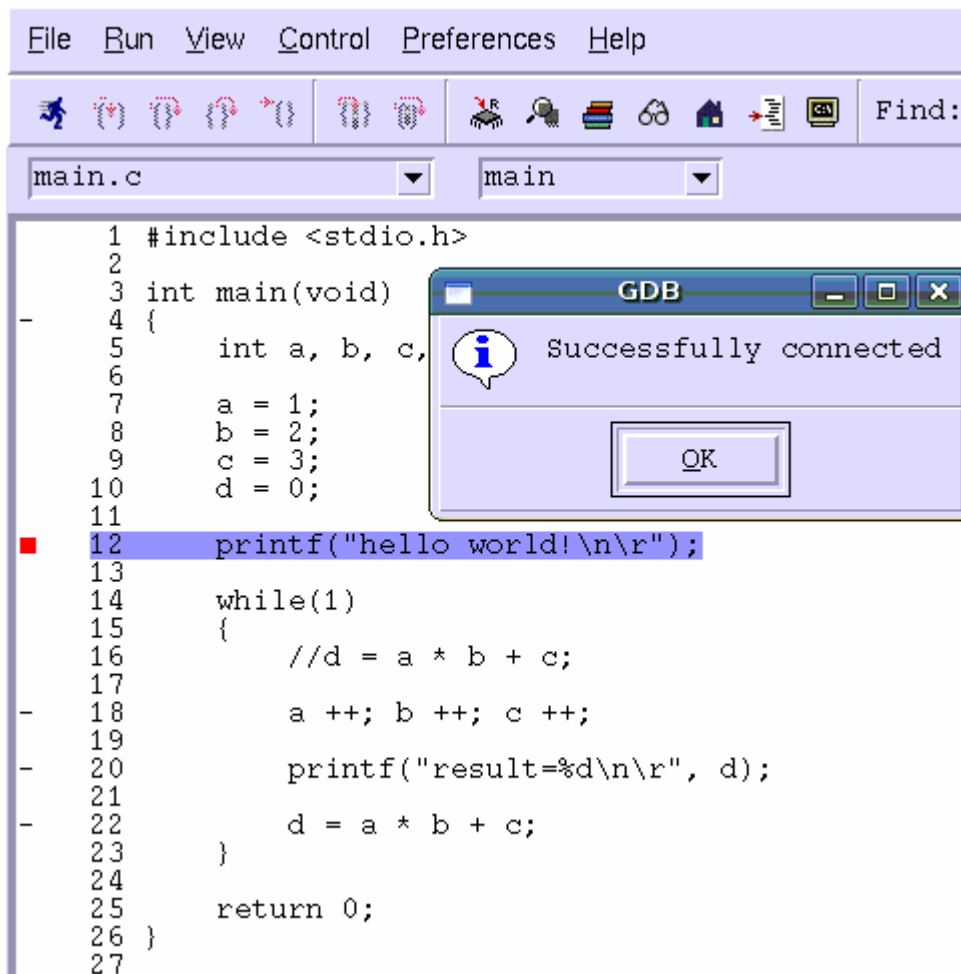 File Run View Control Preferences Help
Find:
main.c main
1 #include <stdio.h>
2
3 int main(void)
4 {
5 int a, b, c,
6
7 a = 1;
8 b = 2;
9 c = 3;
10 d = 0;
11
12 printf("hello world!\n\r");
13
14 while(1)
15 {
16 //d = a * b + c;
17
18 a ++; b ++; c ++;
19
20 printf("result=%d\n\r", d);
21
22 d = a * b + c;
23 }
24
25 return 0;
26 }
27
GDB
Successfully connected
OK